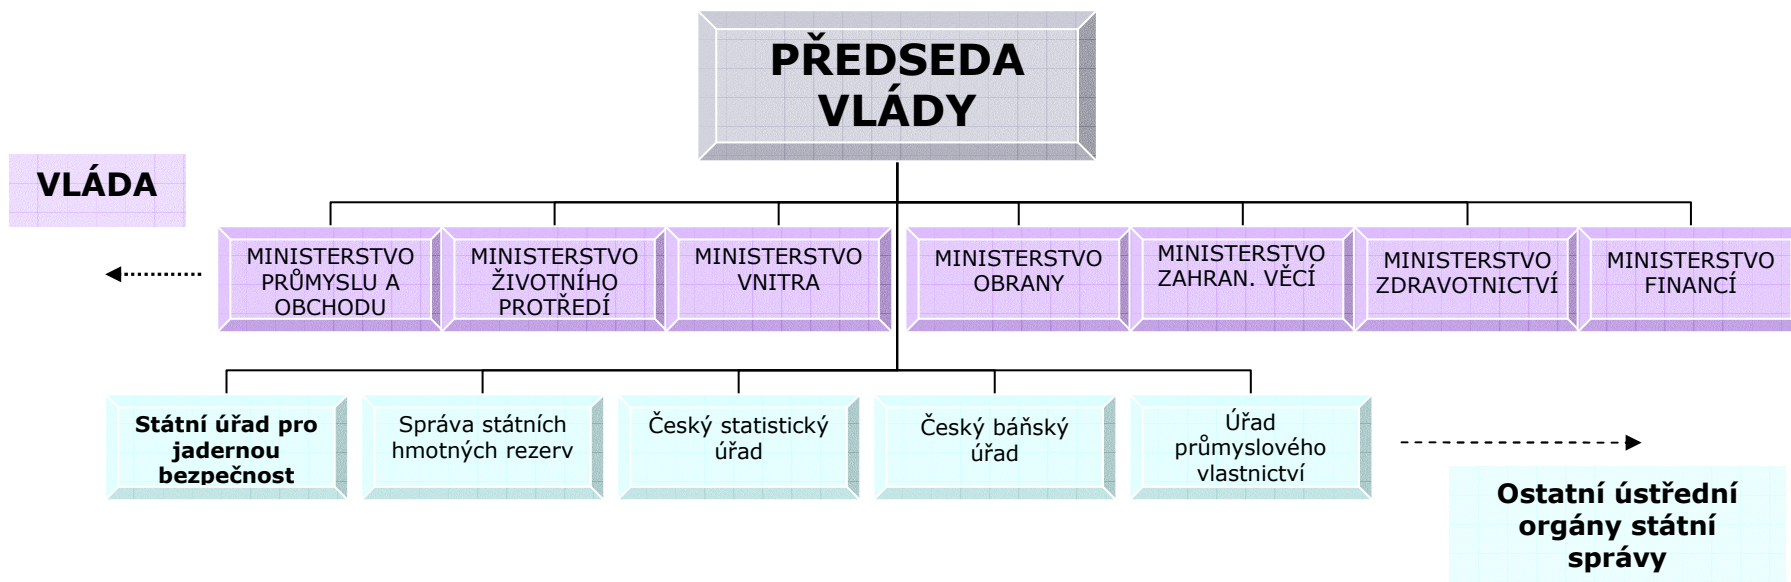 PŘEDSEDA
VLÁDY
VLÁDA
MINISTERSTVO
PRŮMYSLU A
OBCHODU
MINISTERSTVO
ŽIVOTNÍHO
PROTŘEDÍ
MINISTERSTVO
VNITRA
MINISTERSTVO
OBRANY
MINISTERSTVO
ZAHRAN. VĚCÍ
MINISTERSTVO
ZDRAVOTNICTVÍ
MINISTERSTVO
FINANCÍ
Státní úřad pro
jadernou
bezpečnost
Správa státních
hmotných rezerv
Český statistický
úřad
Český báňský
úřad
Úřad
průmyslového
vlastnictví
Ostatní ústřední
orgány státní
správy